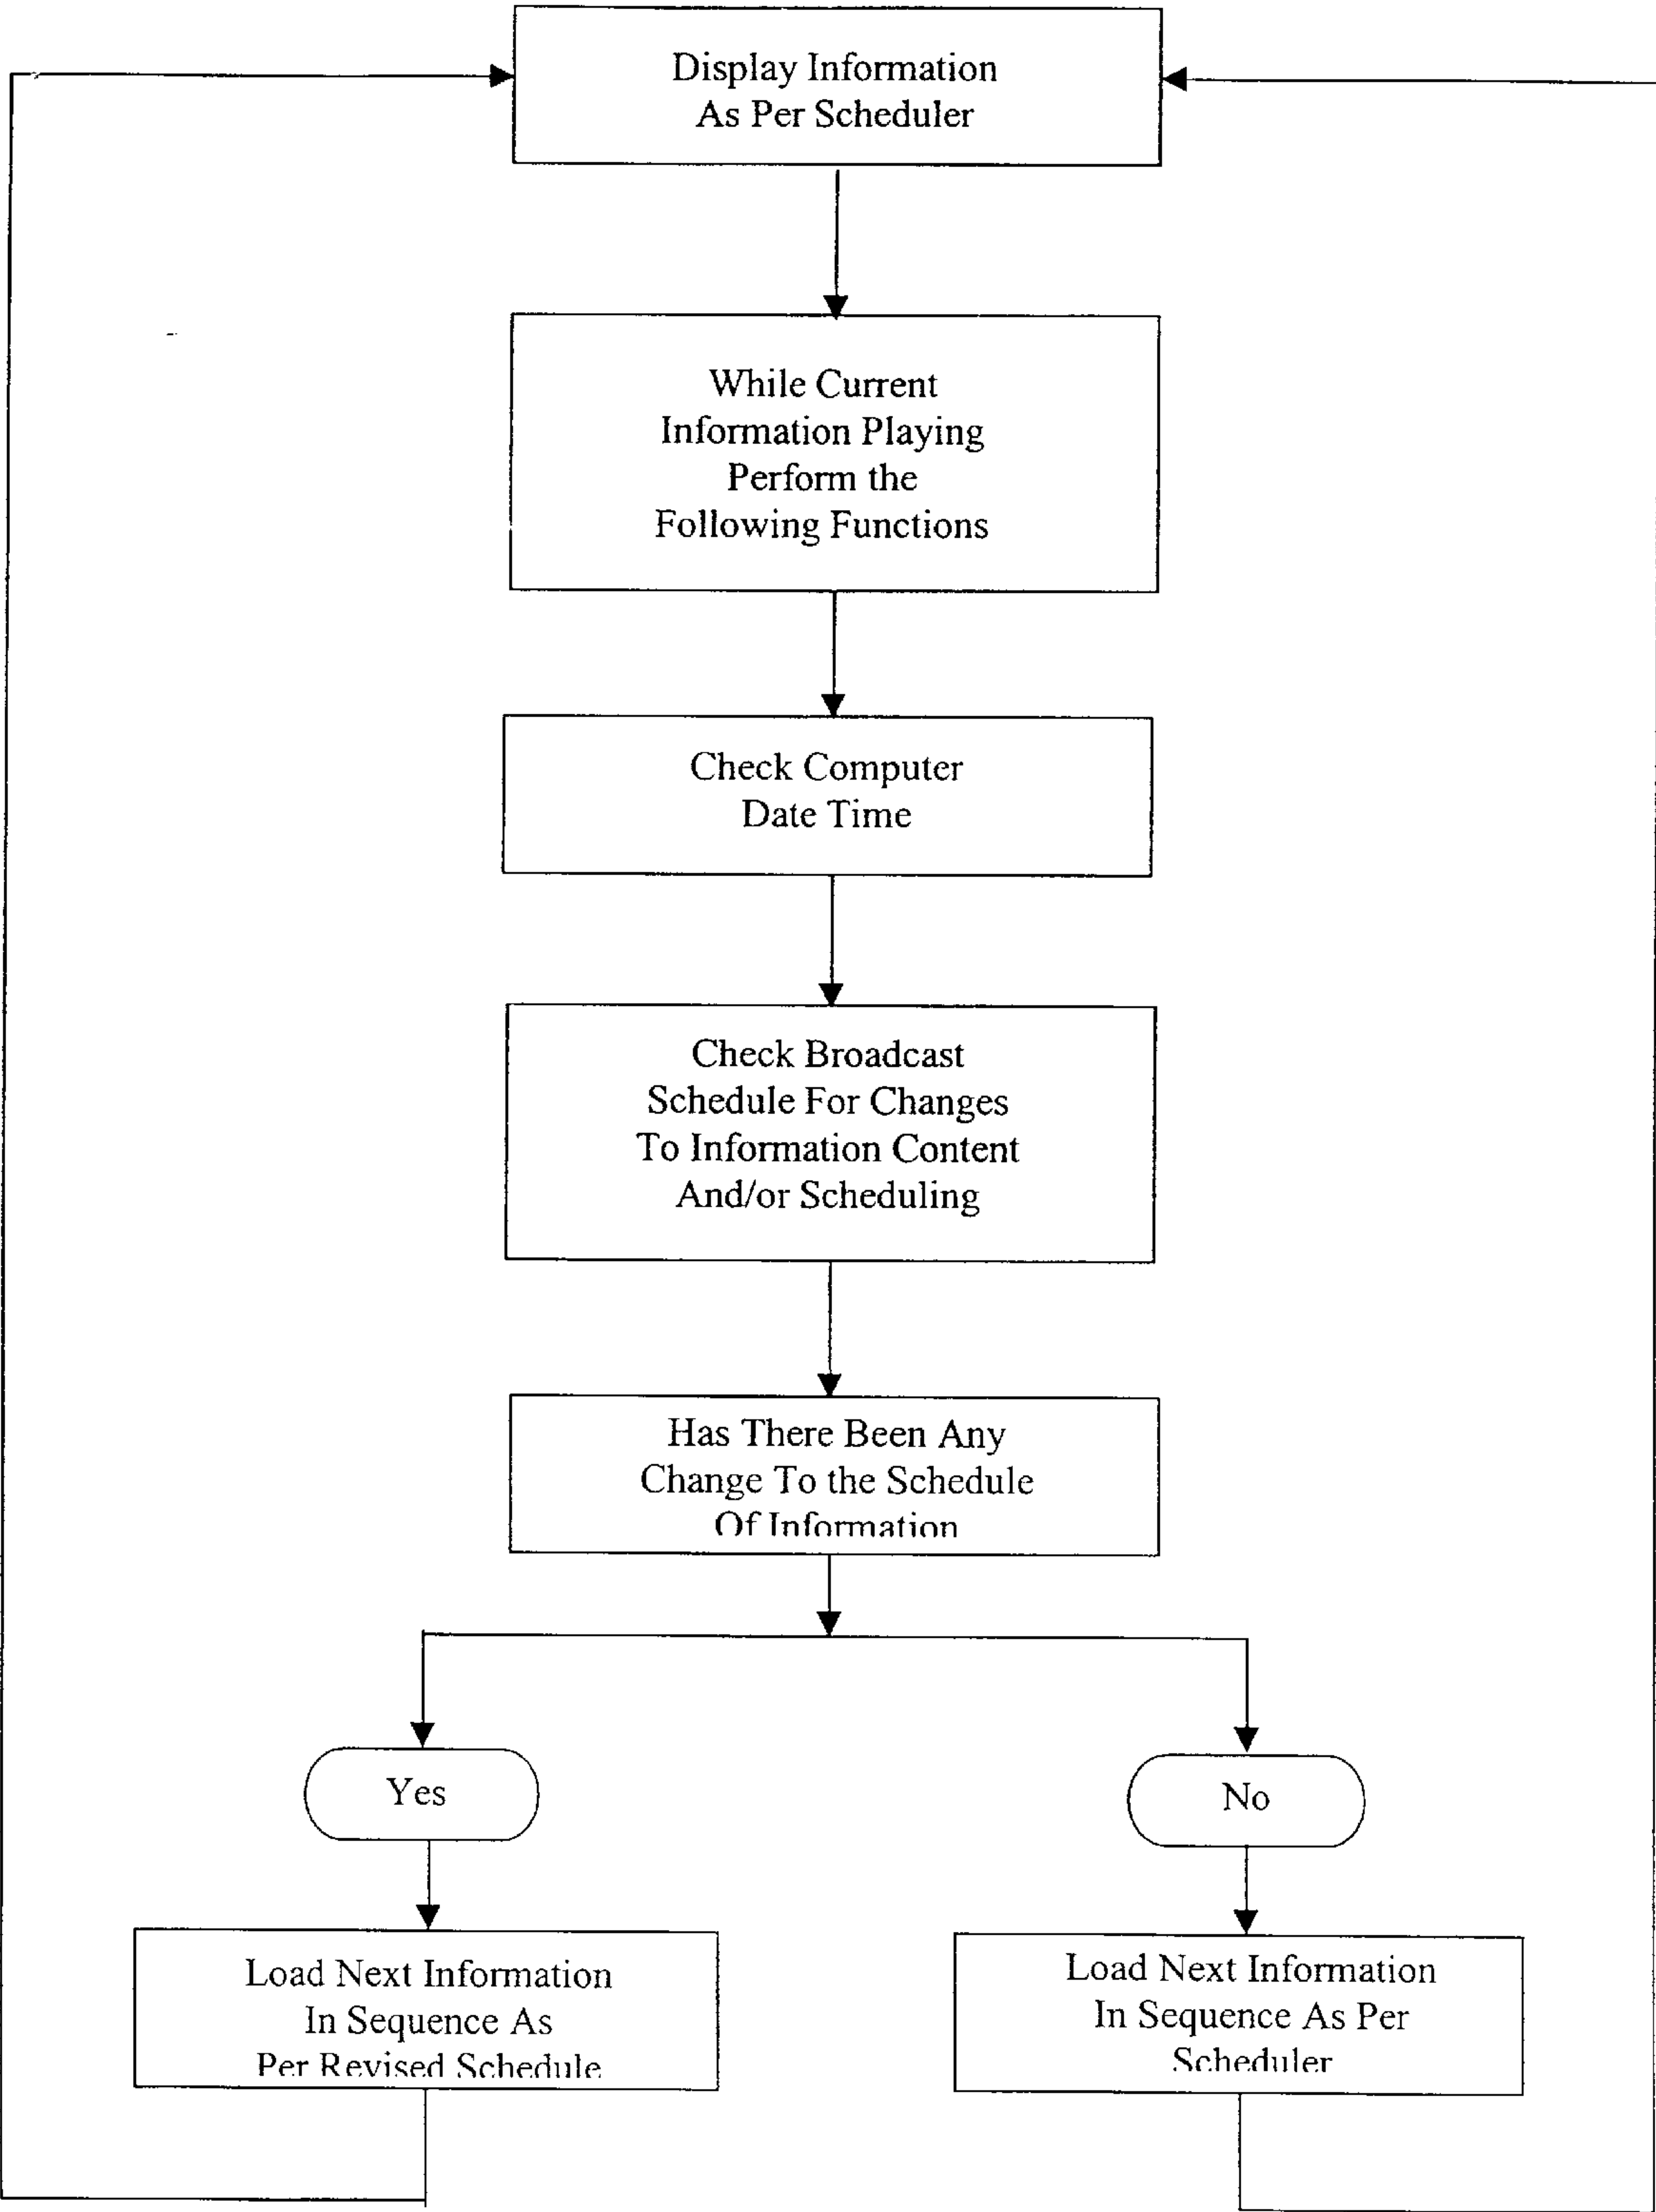 Display Information
As Per Scheduler
While Current
Information Playing
Perform the
Following Functions
Check Computer
Date Time
Check Broadcast
Schedule For Changes
To Information Content
And/or Scheduling
Has There Been Any
Change To the Schedule
Of Information
Yes
No
Load Next Information
In Sequence As
Per Revised Schedule
Load Next Information
In Sequence As Per
Scheduler